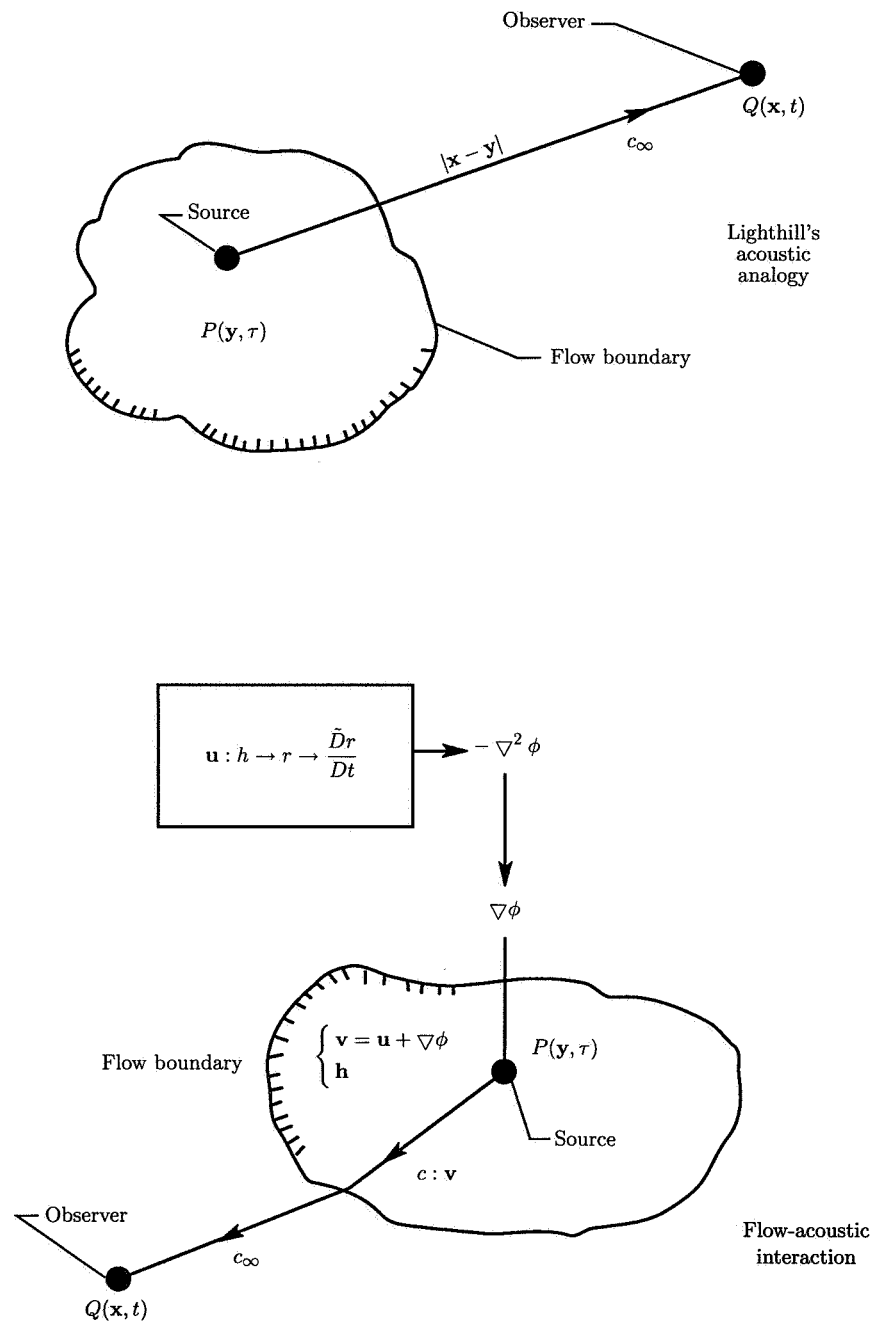 Observer
Q(x, t)
|x − y|
c∞
Source
Lighthill's
acoustic
analogy
P(y, τ)
Flow boundary
u : h → r → D̃r/Dt
− ▽² ϕ
▽ϕ
Flow boundary
{ v = u + ▽ϕ
h
P(y, τ)
Source
c : v
Observer
c∞
Flow-acoustic
interaction
Q(x, t)